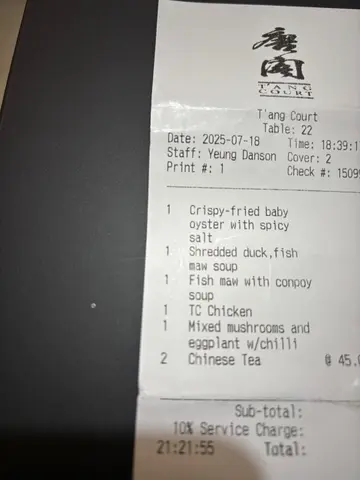 唐閣
T'ANG
COURT
T'ang Court
Table: 22
Date: 2025-07-18 Time: 18:39:1
Staff: Yeung Danson Cover: 2
Print #: 1 Check #: 1509
1 Crispy-fried baby
oyster with spicy
salt
1 Shredded duck,fish
maw soup
1 Fish maw with conpoy
soup
1 TC Chicken
1 Mixed mushrooms and
eggplant w/chilli
2 Chinese Tea @ 45.0
Sub-total:
10% Service Charge:
21:21:55 Total: